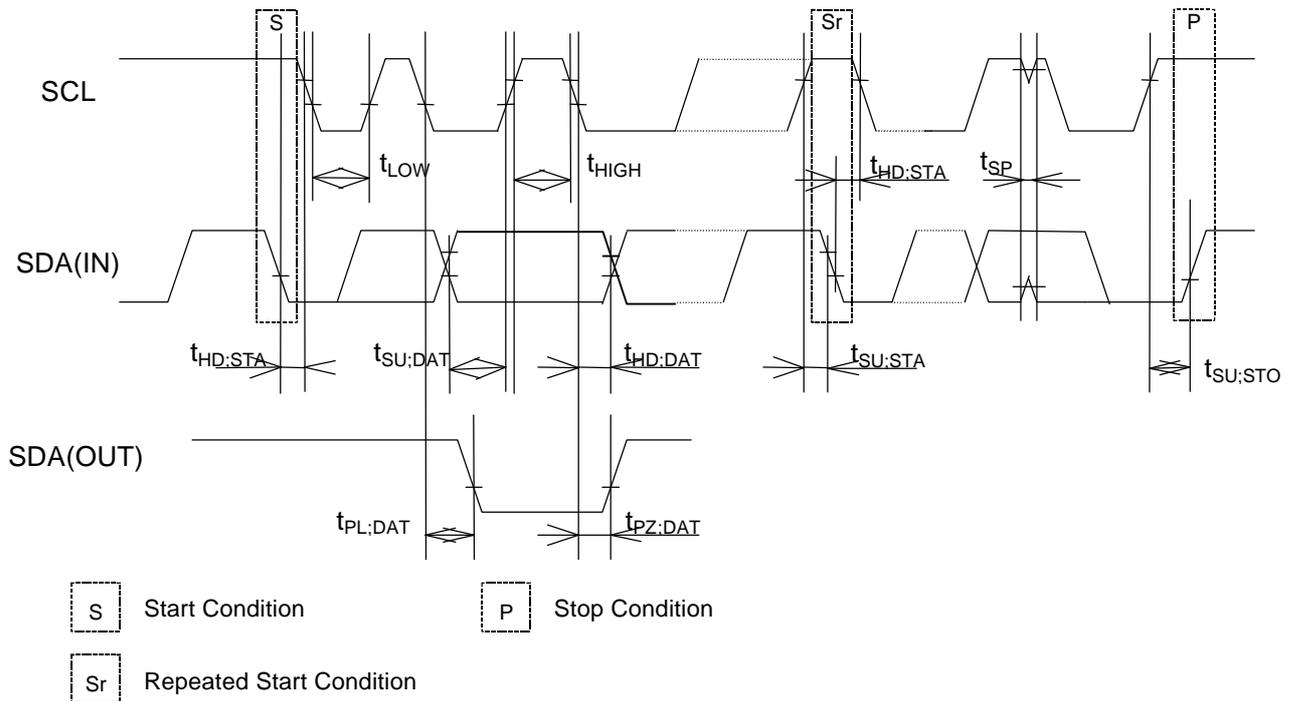 S
Sr
P
SCL
tLOW
tHIGH
tHD;STA
tSP
SDA(IN)
tHD;STA
tSU;DAT
tHD;DAT
tSU;STA
tSU;STO
SDA(OUT)
tPL;DAT
tPZ;DAT
S Start Condition
P Stop Condition
Sr Repeated Start Condition